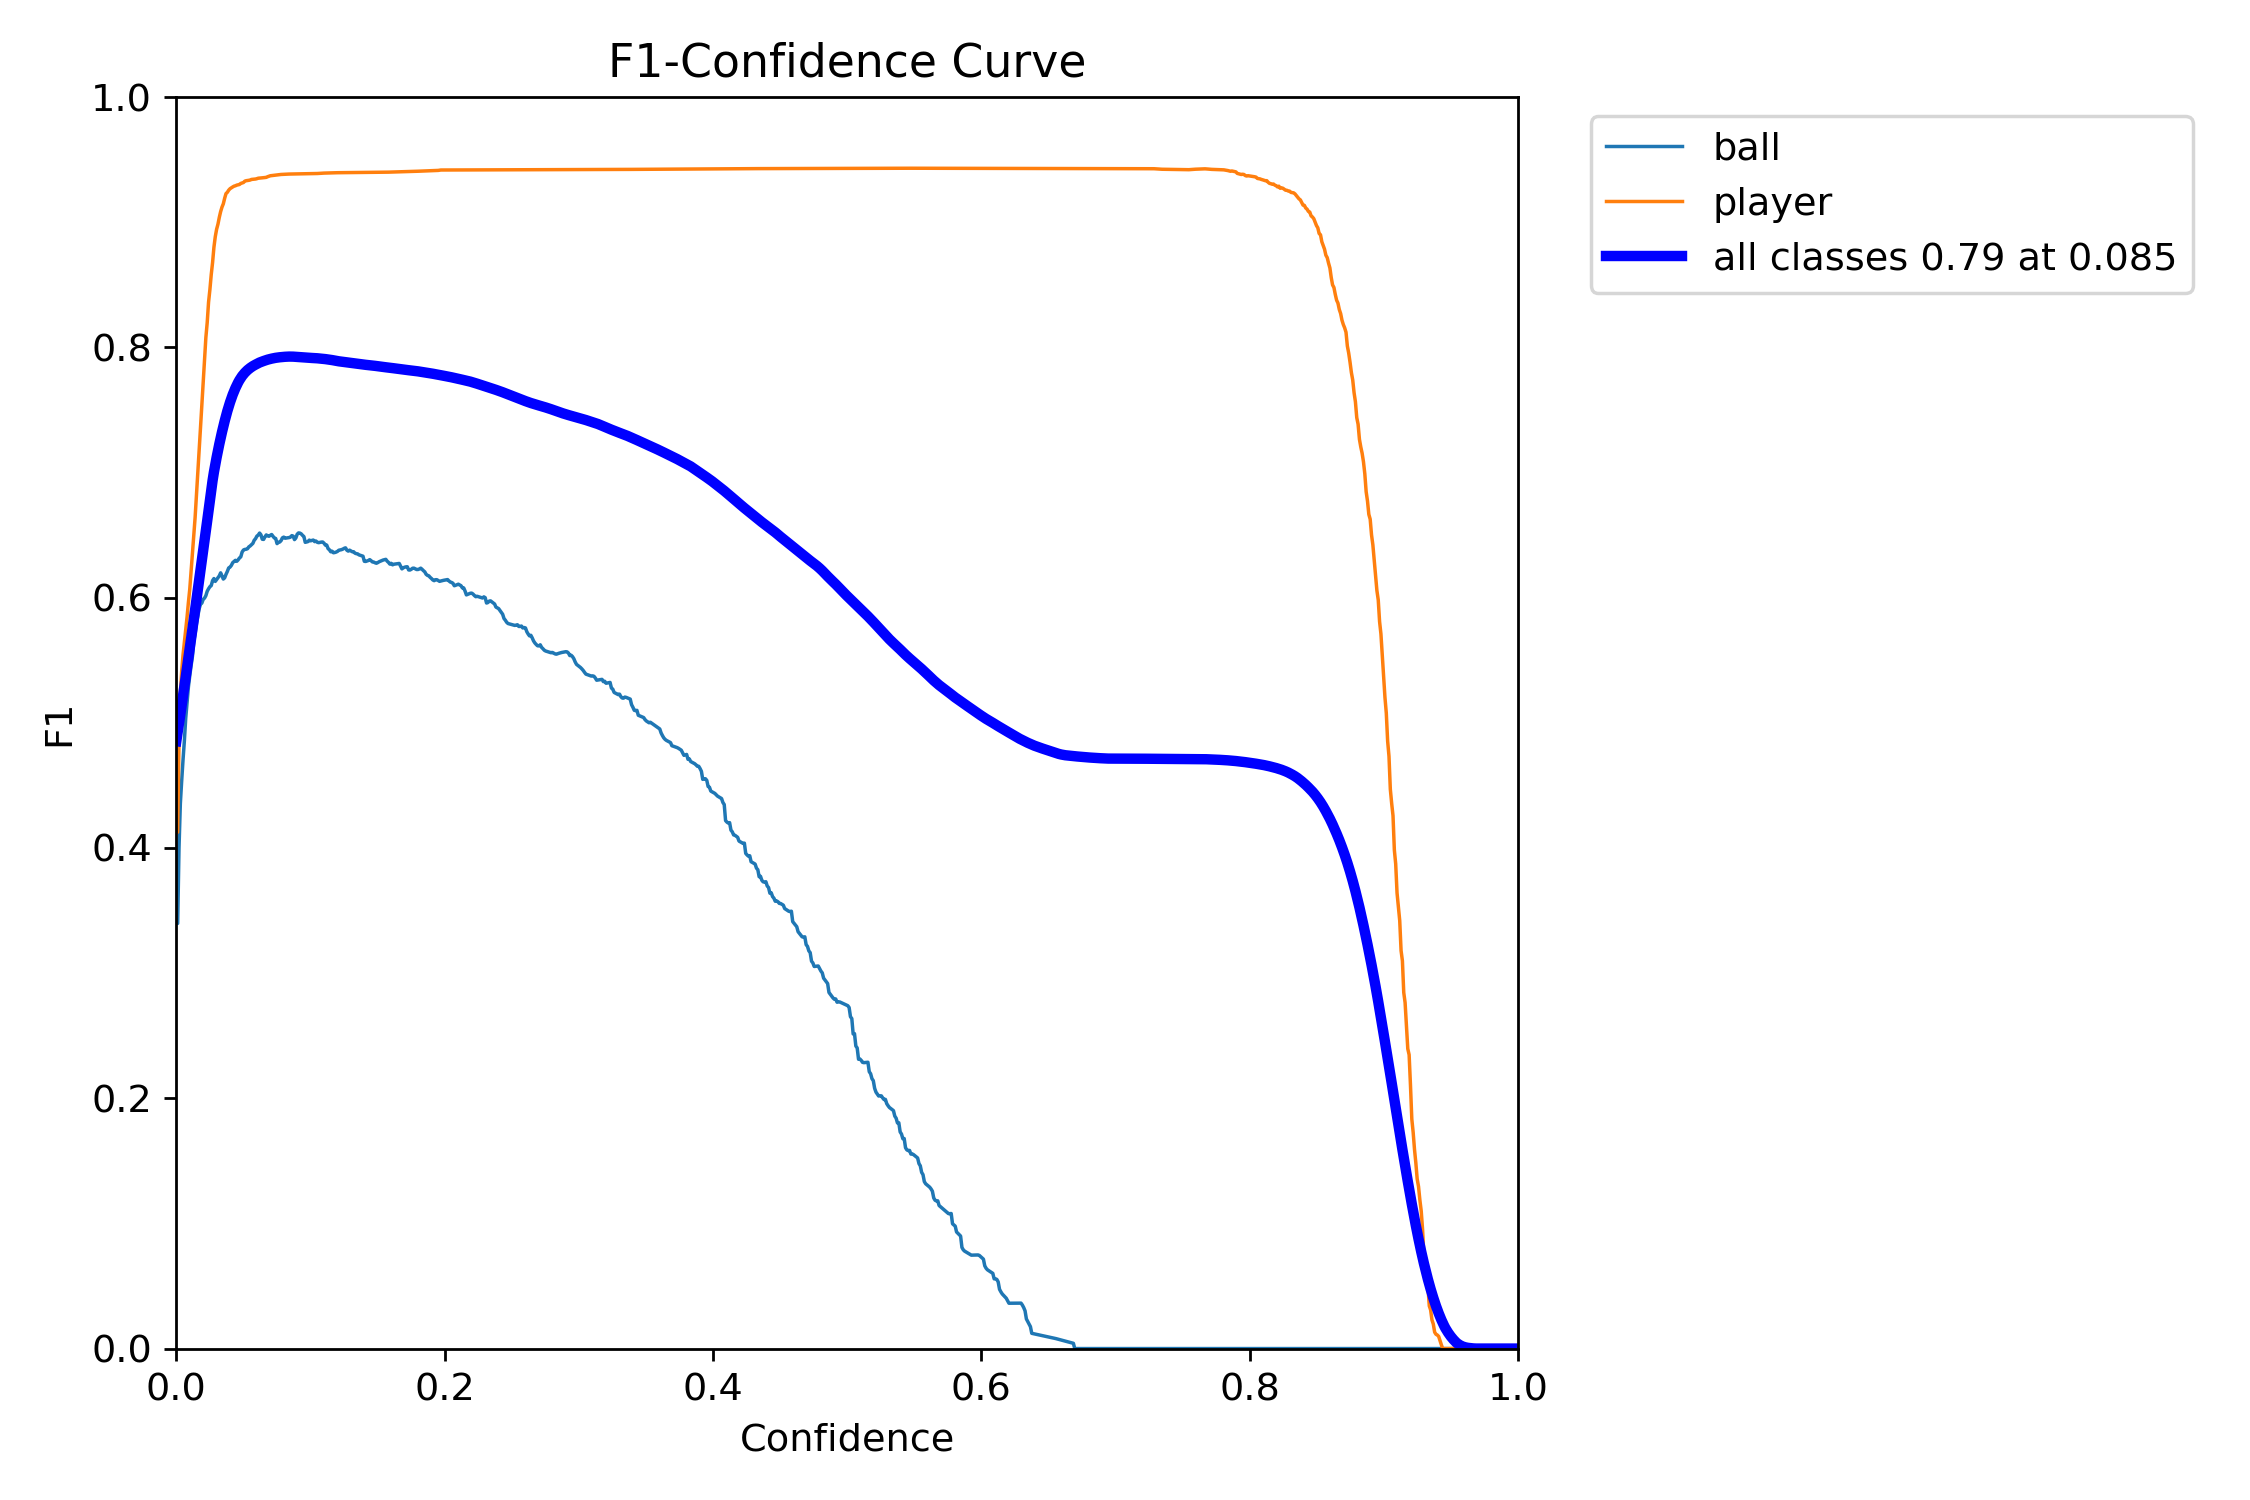 F1-Confidence Curve
1.0
0.8
0.6
0.4
0.2
0.0
F1
0.0 0.2 0.4 0.6 0.8 1.0
Confidence
ball
player
all classes 0.79 at 0.085